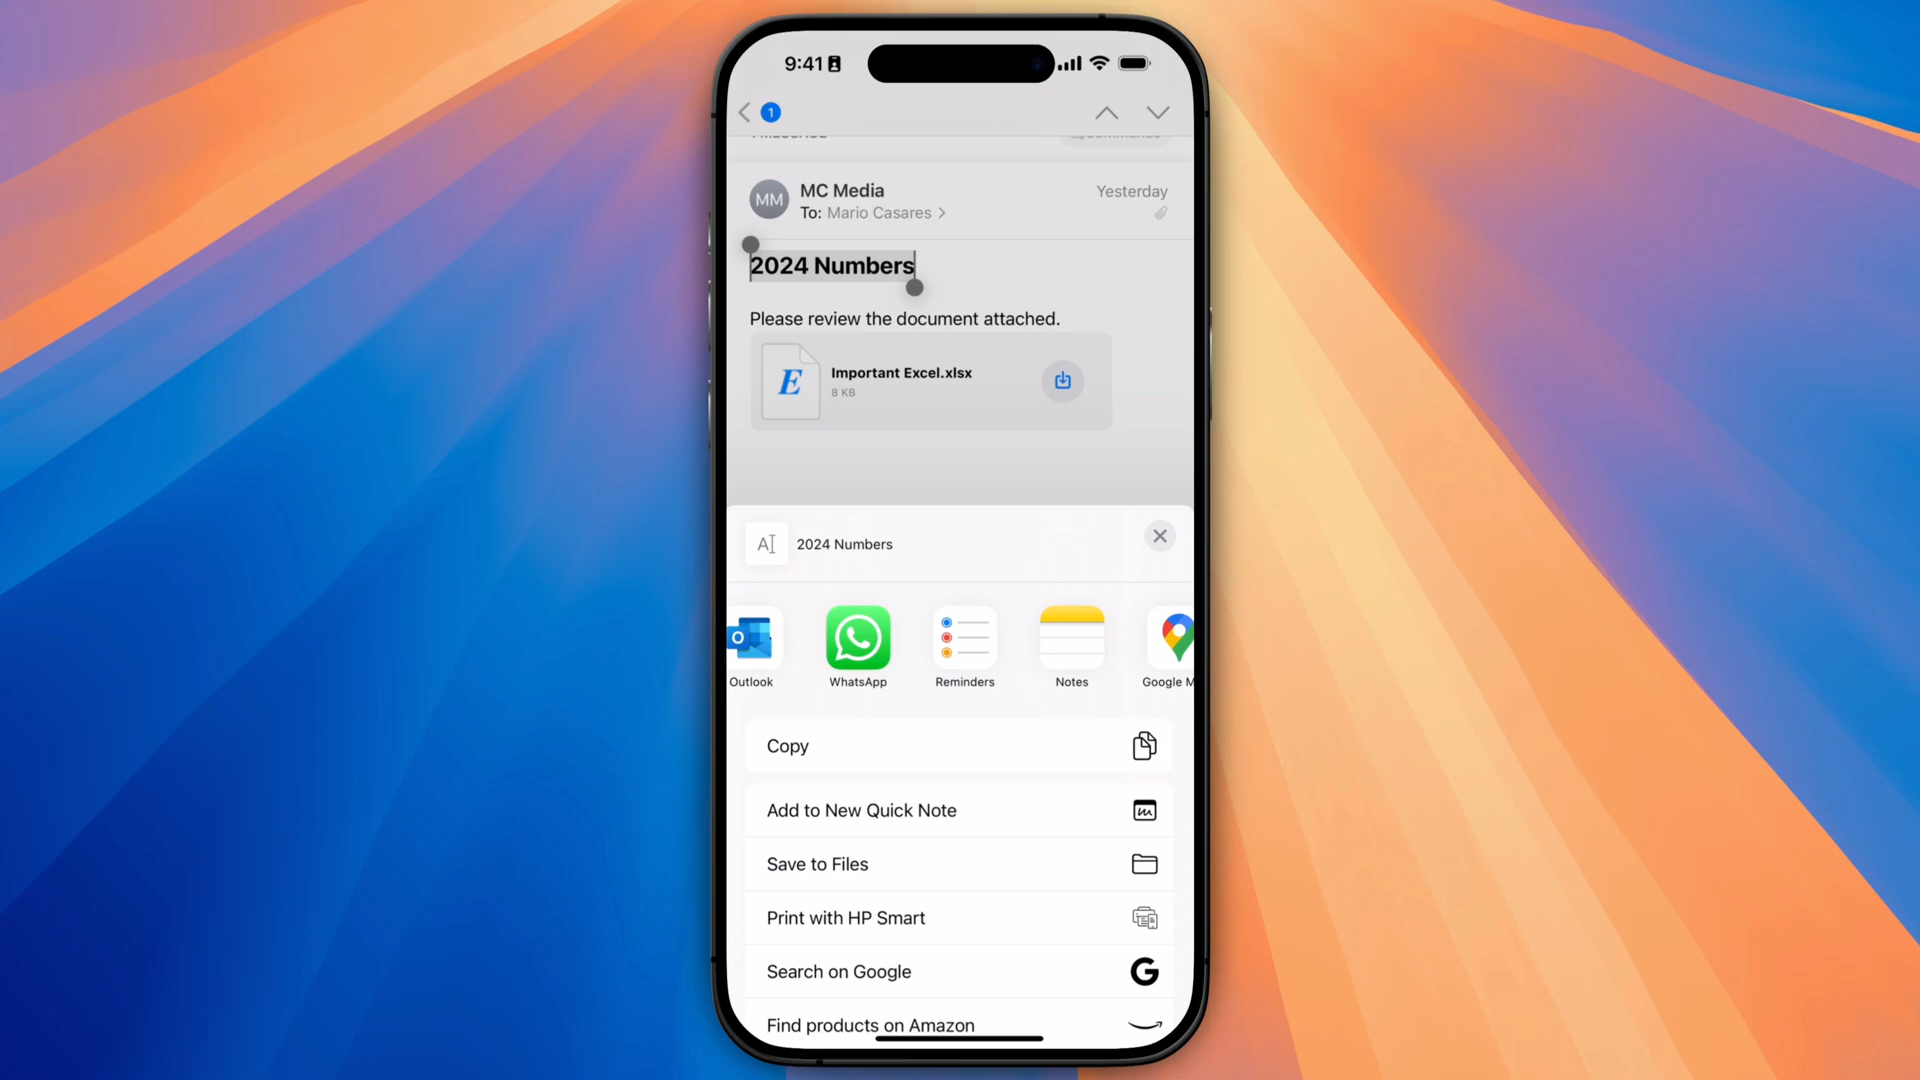 9:41
1
MC Media
Yesterday
MM
To: Mario Casares
2024 Numbers
Please review the document attached.
E
Important Excel.xlsx
8 KB
A
2024 Numbers
O
Outlook
WhatsApp
Reminders
Notes
Google M
Copy
Add to New Quick Note
Save to Files
Print with HP Smart
Search on Google
G
Find products on Amazon